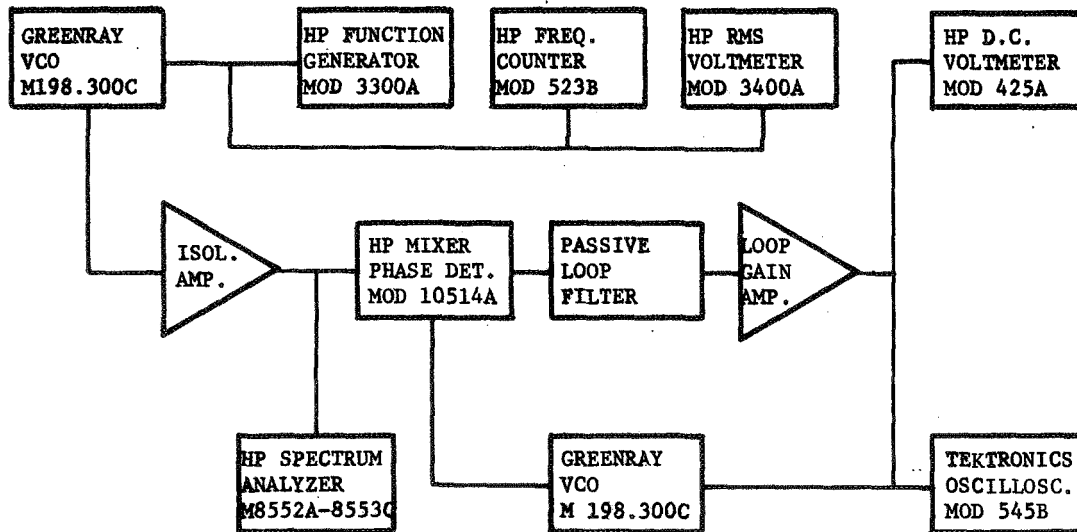 GREENRAY
VCO
M198.300C
HP FUNCTION
GENERATOR
MOD 3300A
HP FREQ.
COUNTER
MOD 523B
HP RMS
VOLTMETER
MOD 3400A
HP D.C.
VOLTMETER
MOD 425A
ISOL.
AMP.
HP MIXER
PHASE DET.
MOD 10514A
PASSIVE
LOOP
FILTER
LOOP
GAIN
AMP.
HP SPECTRUM
ANALYZER
M8552A-8553C
GREENRAY
VCO
M 198.300C
TEKTRONICS
OSCILLOSC.
MOD 545B